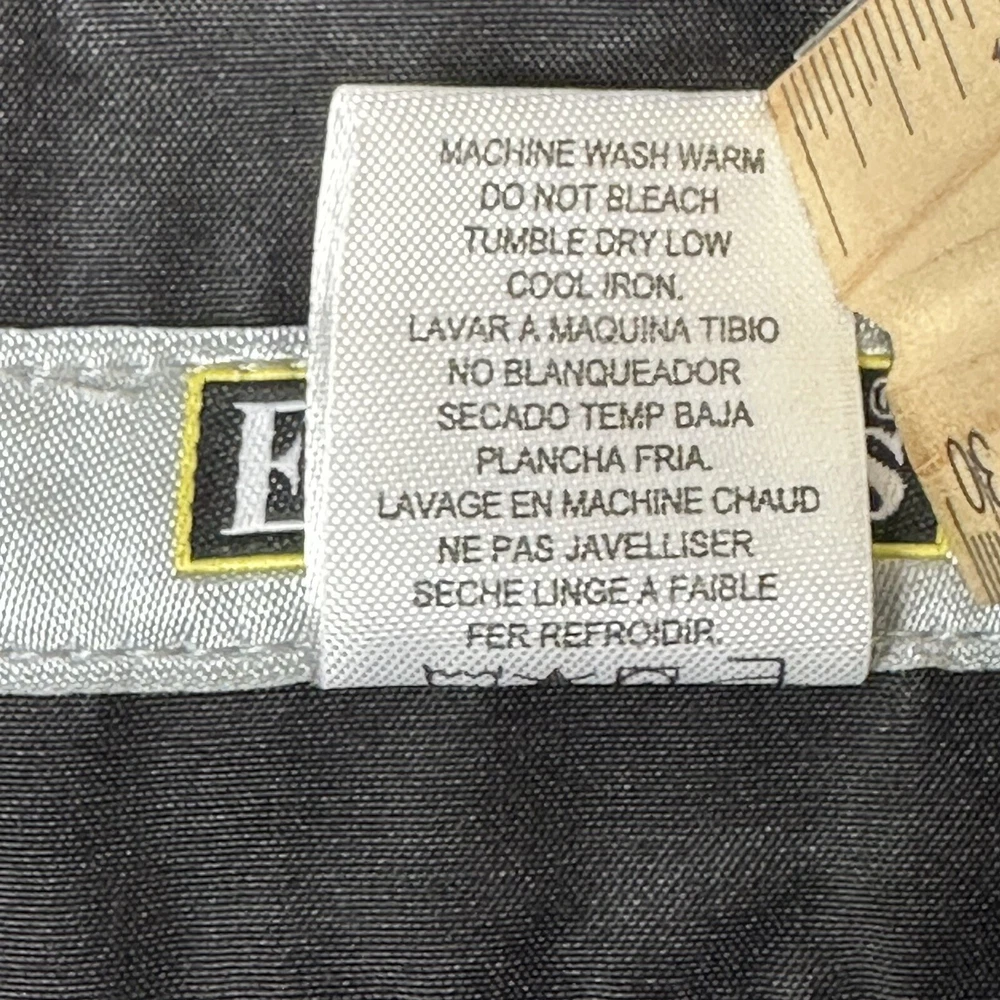 MACHINE WASH WARM
DO NOT BLEACH
TUMBLE DRY LOW
COOL IRON.
LAVAR A MAQUINA TIBIO
NO BLANQUEADOR
SECADO TEMP BAJA
PLANCHA FRIA.
LAVAGE EN MACHINE CHAUD
NE PAS JAVELLISER
SECHE LINGE A FAIBLE
FER REFROIDIR.
E
S
®
30